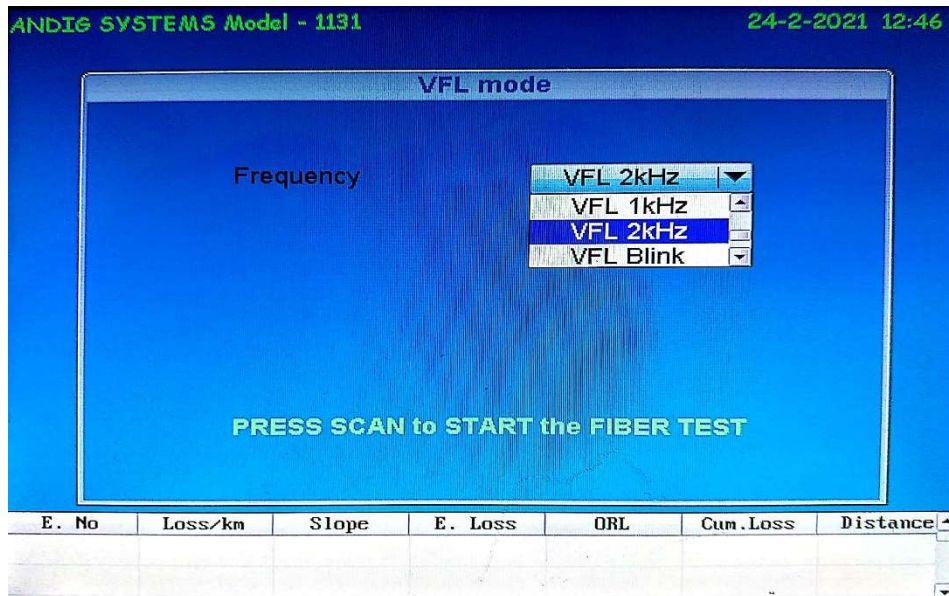 ANDIG SYSTEMS Model - 1131 24-2-2021 12:46
VFL mode
Frequency VFL 2kHz
VFL 1kHz
VFL 2kHz
VFL Blink
PRESS SCAN to START the FIBER TEST
E. No Loss/km Slope E. Loss ORL Cum.Loss Distance